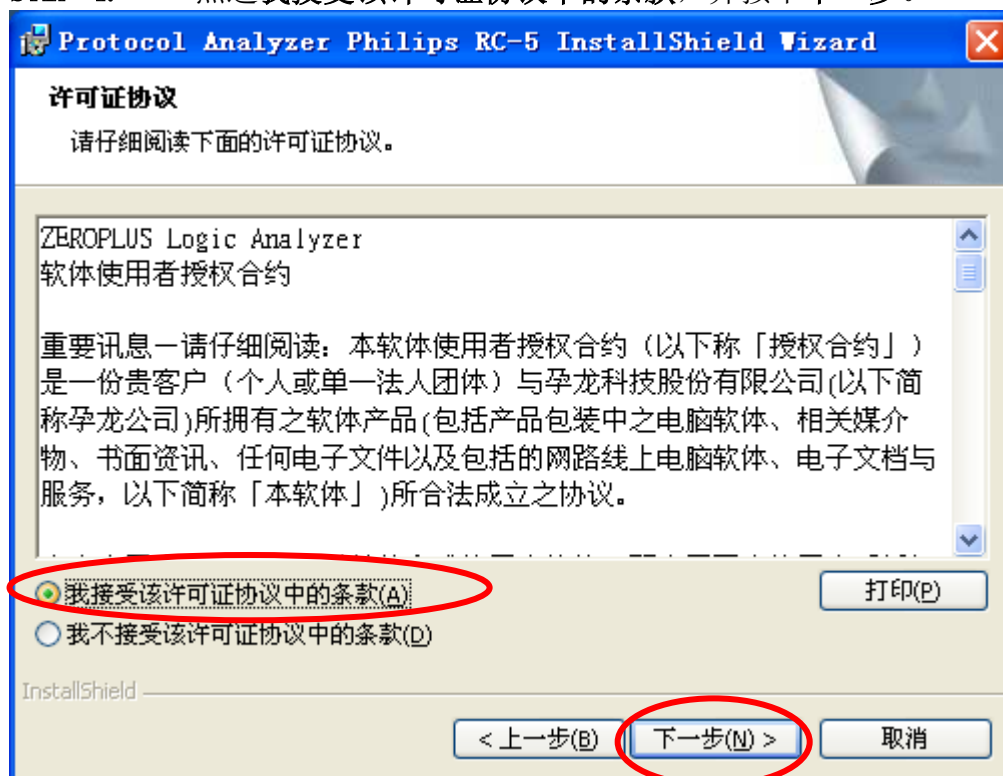 Protocol Analyzer Philips RC-5 InstallShield Wizard
许可证协议
请仔细阅读下面的许可证协议。
ZEROPLUS Logic Analyzer
软体使用者授权合约
重要讯息－请仔细阅读：本软体使用者授权合约（以下称「授权合约」）
是一份贵客户（个人或单一法人团体）与孕龙科技股份有限公司(以下简
称孕龙公司)所拥有之软体产品(包括产品包装中之电脑软体、相关媒介
物、书面资讯、任何电子文件以及包括的网路线上电脑软体、电子文档与
服务，以下简称「本软体」)所合法成立之协议。
我接受该许可证协议中的条款(A)
打印(P)
我不接受该许可证协议中的条款(D)
InstallShield
< 上一步(B)
下一步(N) >
取消